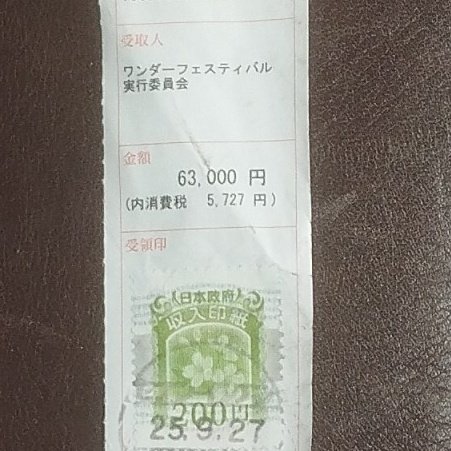 受取人
ワンダーフェスティバル
実行委員会
金額
63,000 円
(内消費税 5,727 円)
受領印
日本政府
収入印紙
200円
25.9.27